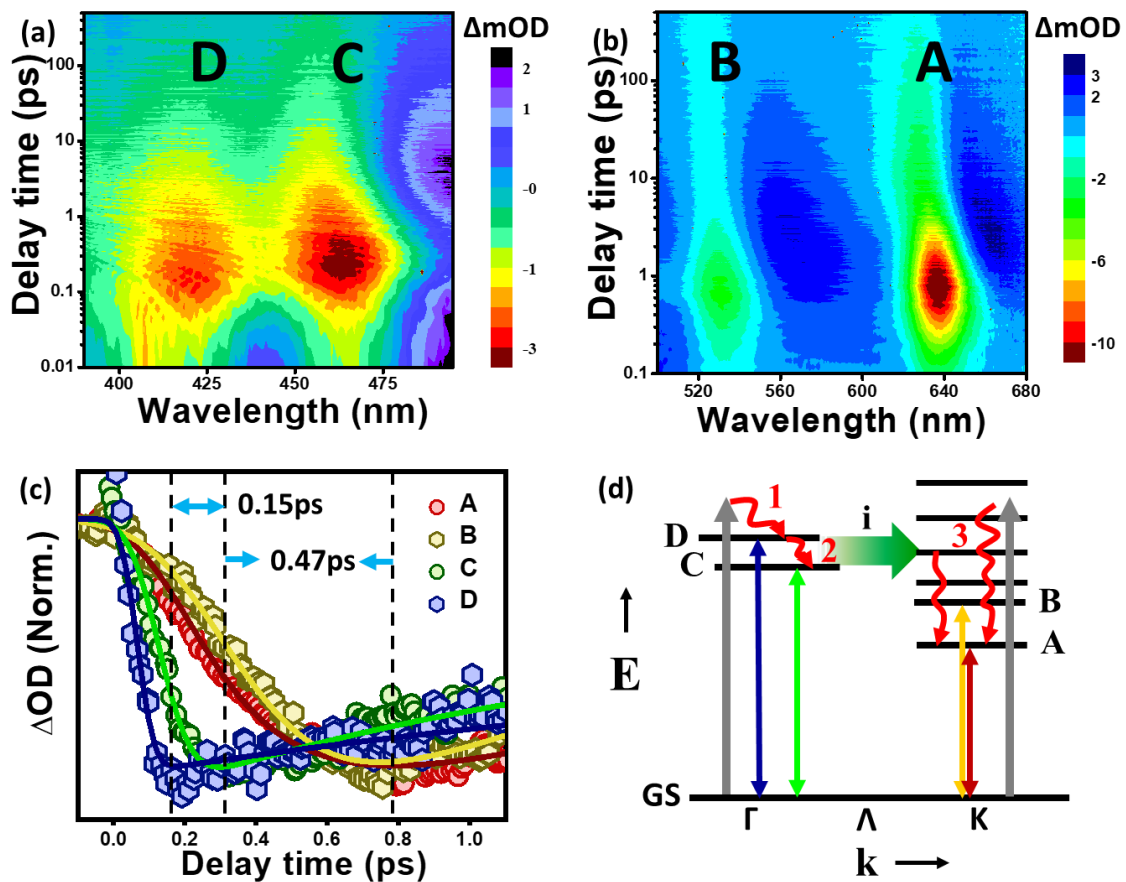 (a)
D
C
ΔmOD
2
1
-0
-1
-3
100
10
1
0.1
0.01
Delay time (ps)
400
425
450
475
Wavelength (nm)
(b)
B
A
ΔmOD
3
2
-2
-6
-10
100
10
1
0.1
Delay time (ps)
520
560
600
640
680
Wavelength (nm)
(c)
0.15ps
0.47ps
A
B
C
D
ΔOD (Norm.)
0.0
0.2
0.4
0.6
0.8
1.0
Delay time (ps)
(d)
1
i
3
D
2
C
B
A
E
GS
Γ
Λ
K
k